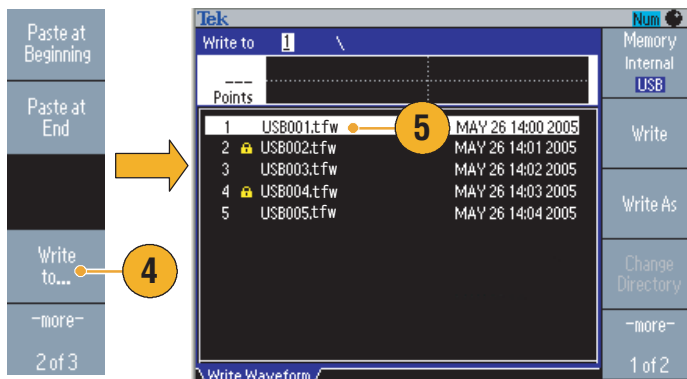 Paste at
Beginning
Paste at
End
Write
to...
4
-more-
2 of 3
Tek
Num
Write to 1 \
---
Points
1 USB001.tfw 5 MAY 26 14:00 2005
2 USB002.tfw MAY 26 14:01 2005
3 USB003.tfw MAY 26 14:02 2005
4 USB004.tfw MAY 26 14:03 2005
5 USB005.tfw MAY 26 14:04 2005
Write Waveform
Memory
Internal
USB
Write
Write As
Change
Directory
-more-
1 of 2